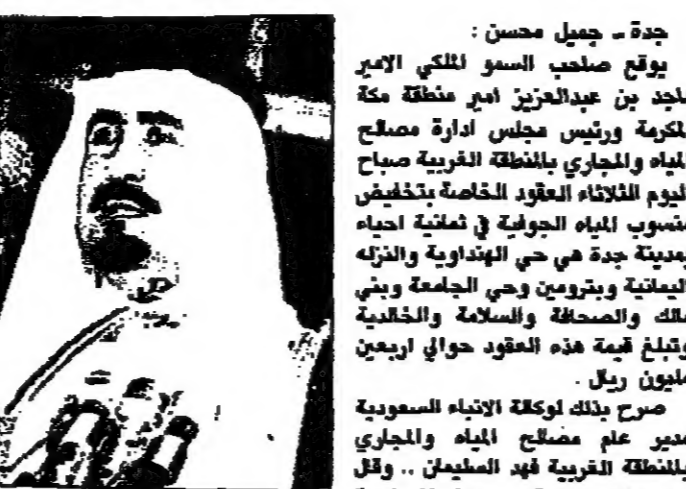 جدة ـ جميل محسن :
يوقع صاحب السمو الملكي الامير
ماجد بن عبدالعزيز امير منطقة مكة
المكرمة ورئيس مجلس ادارة مصالح
المياه والمجاري بالمنطقة الغربية صباح
اليوم الثلاثاء العقود الخاصة بتخفيض
منسوب المياه الجوفية في ثمانية احياء
بمدينة جدة هي حي الهنداوية والنزله
اليمانية وبترومين وحي الجامعة وبني
مالك والصحافة والسلامة والخالدية
وتبلغ قيمة هذه العقود حوالي اربعين
مليون ريال .
صرح بذلك لوكالة الانباء السعودية
مدير عام مصالح المياه والمجاري
بالمنطقة الغربية فهد السليمان .. وقال